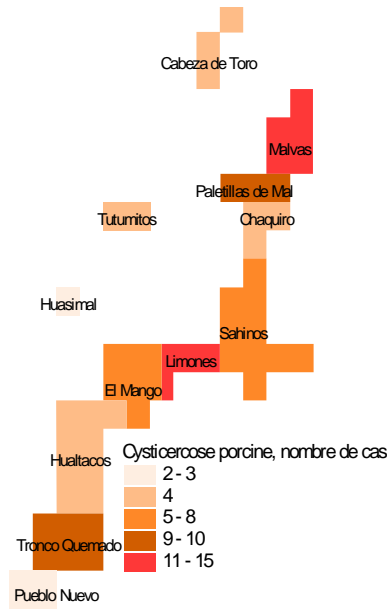 Cabeza de Toro
Malvas
Paletillas de Mal
Tutumitos
Chaquiro
Huasimal
Sahinos
Limones
El Mango
Hualtacos
Cysticercose porcine, nombre de cas
2 - 3
4
5 - 8
9 - 10
11 - 15
Tronco Quemado
Pueblo Nuevo